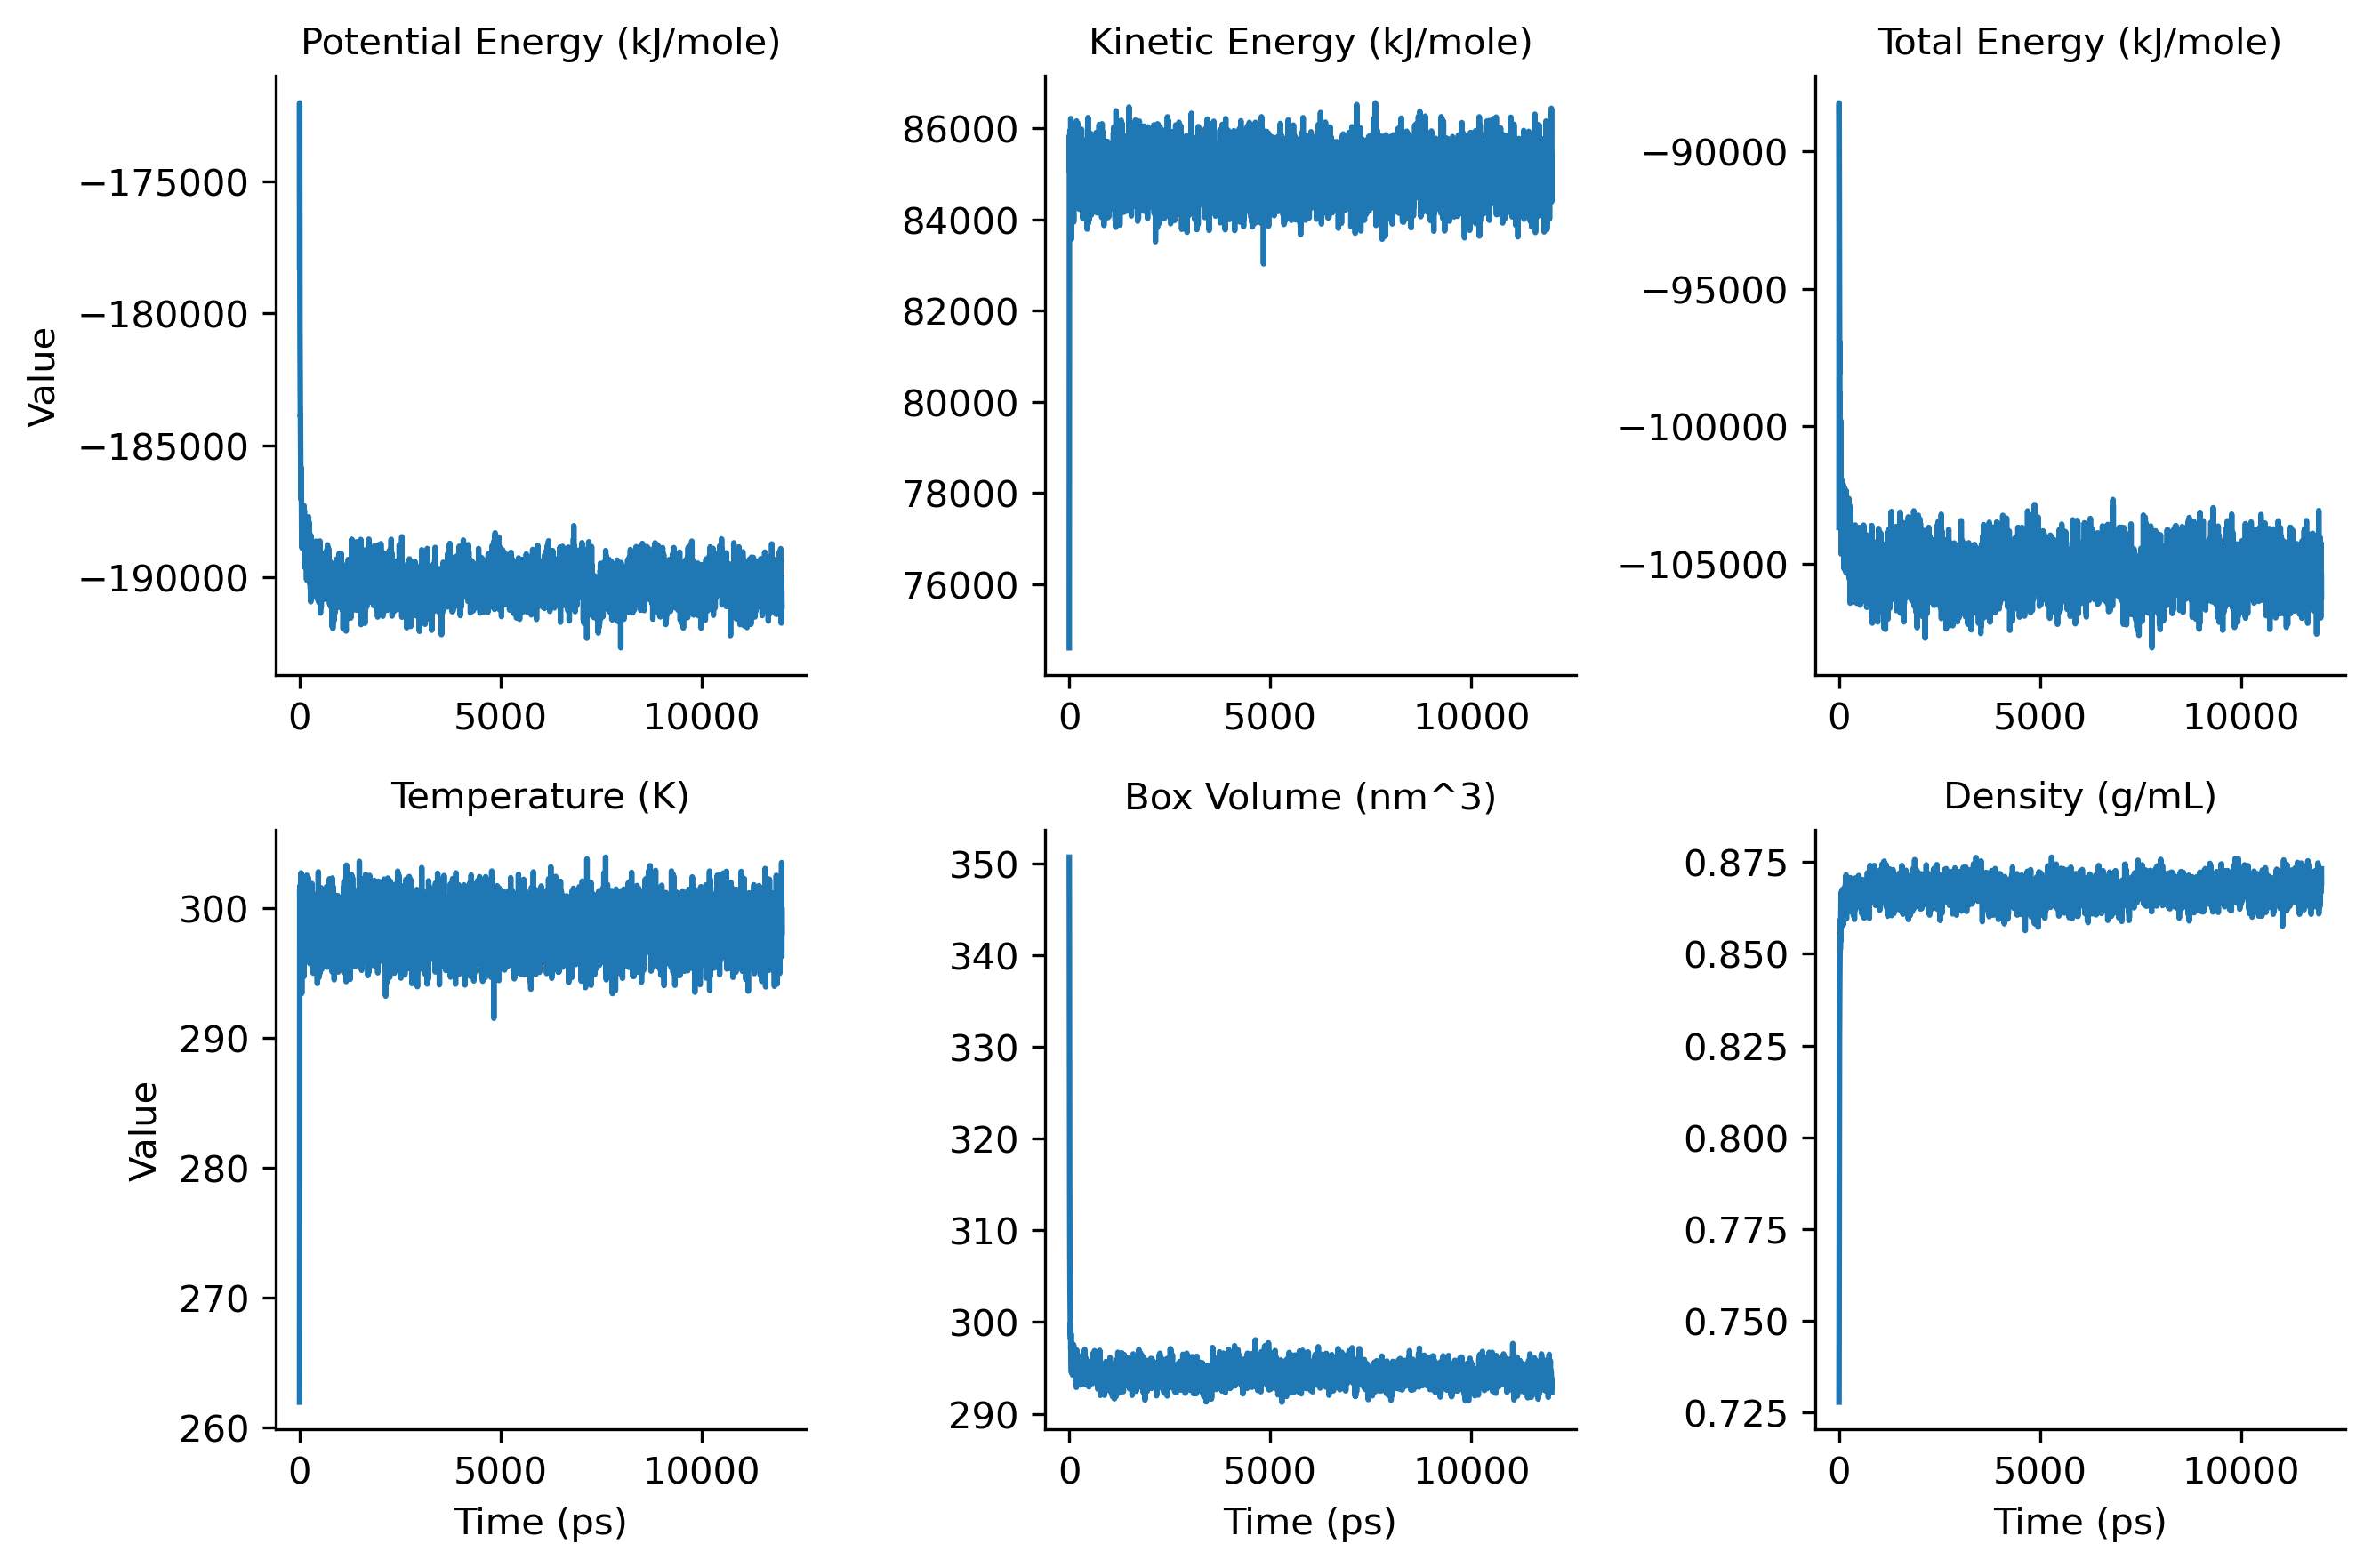 Potential Energy (kJ/mole)
Value
−175000
−180000
−185000
−190000
0 5000 10000
Kinetic Energy (kJ/mole)
86000
84000
82000
80000
78000
76000
0 5000 10000
Total Energy (kJ/mole)
−90000
−95000
−100000
−105000
0 5000 10000
Temperature (K)
Value
300
290
280
270
260
0 5000 10000
Time (ps)
Box Volume (nm^3)
350
340
330
320
310
300
290
0 5000 10000
Time (ps)
Density (g/mL)
0.875
0.850
0.825
0.800
0.775
0.750
0.725
0 5000 10000
Time (ps)